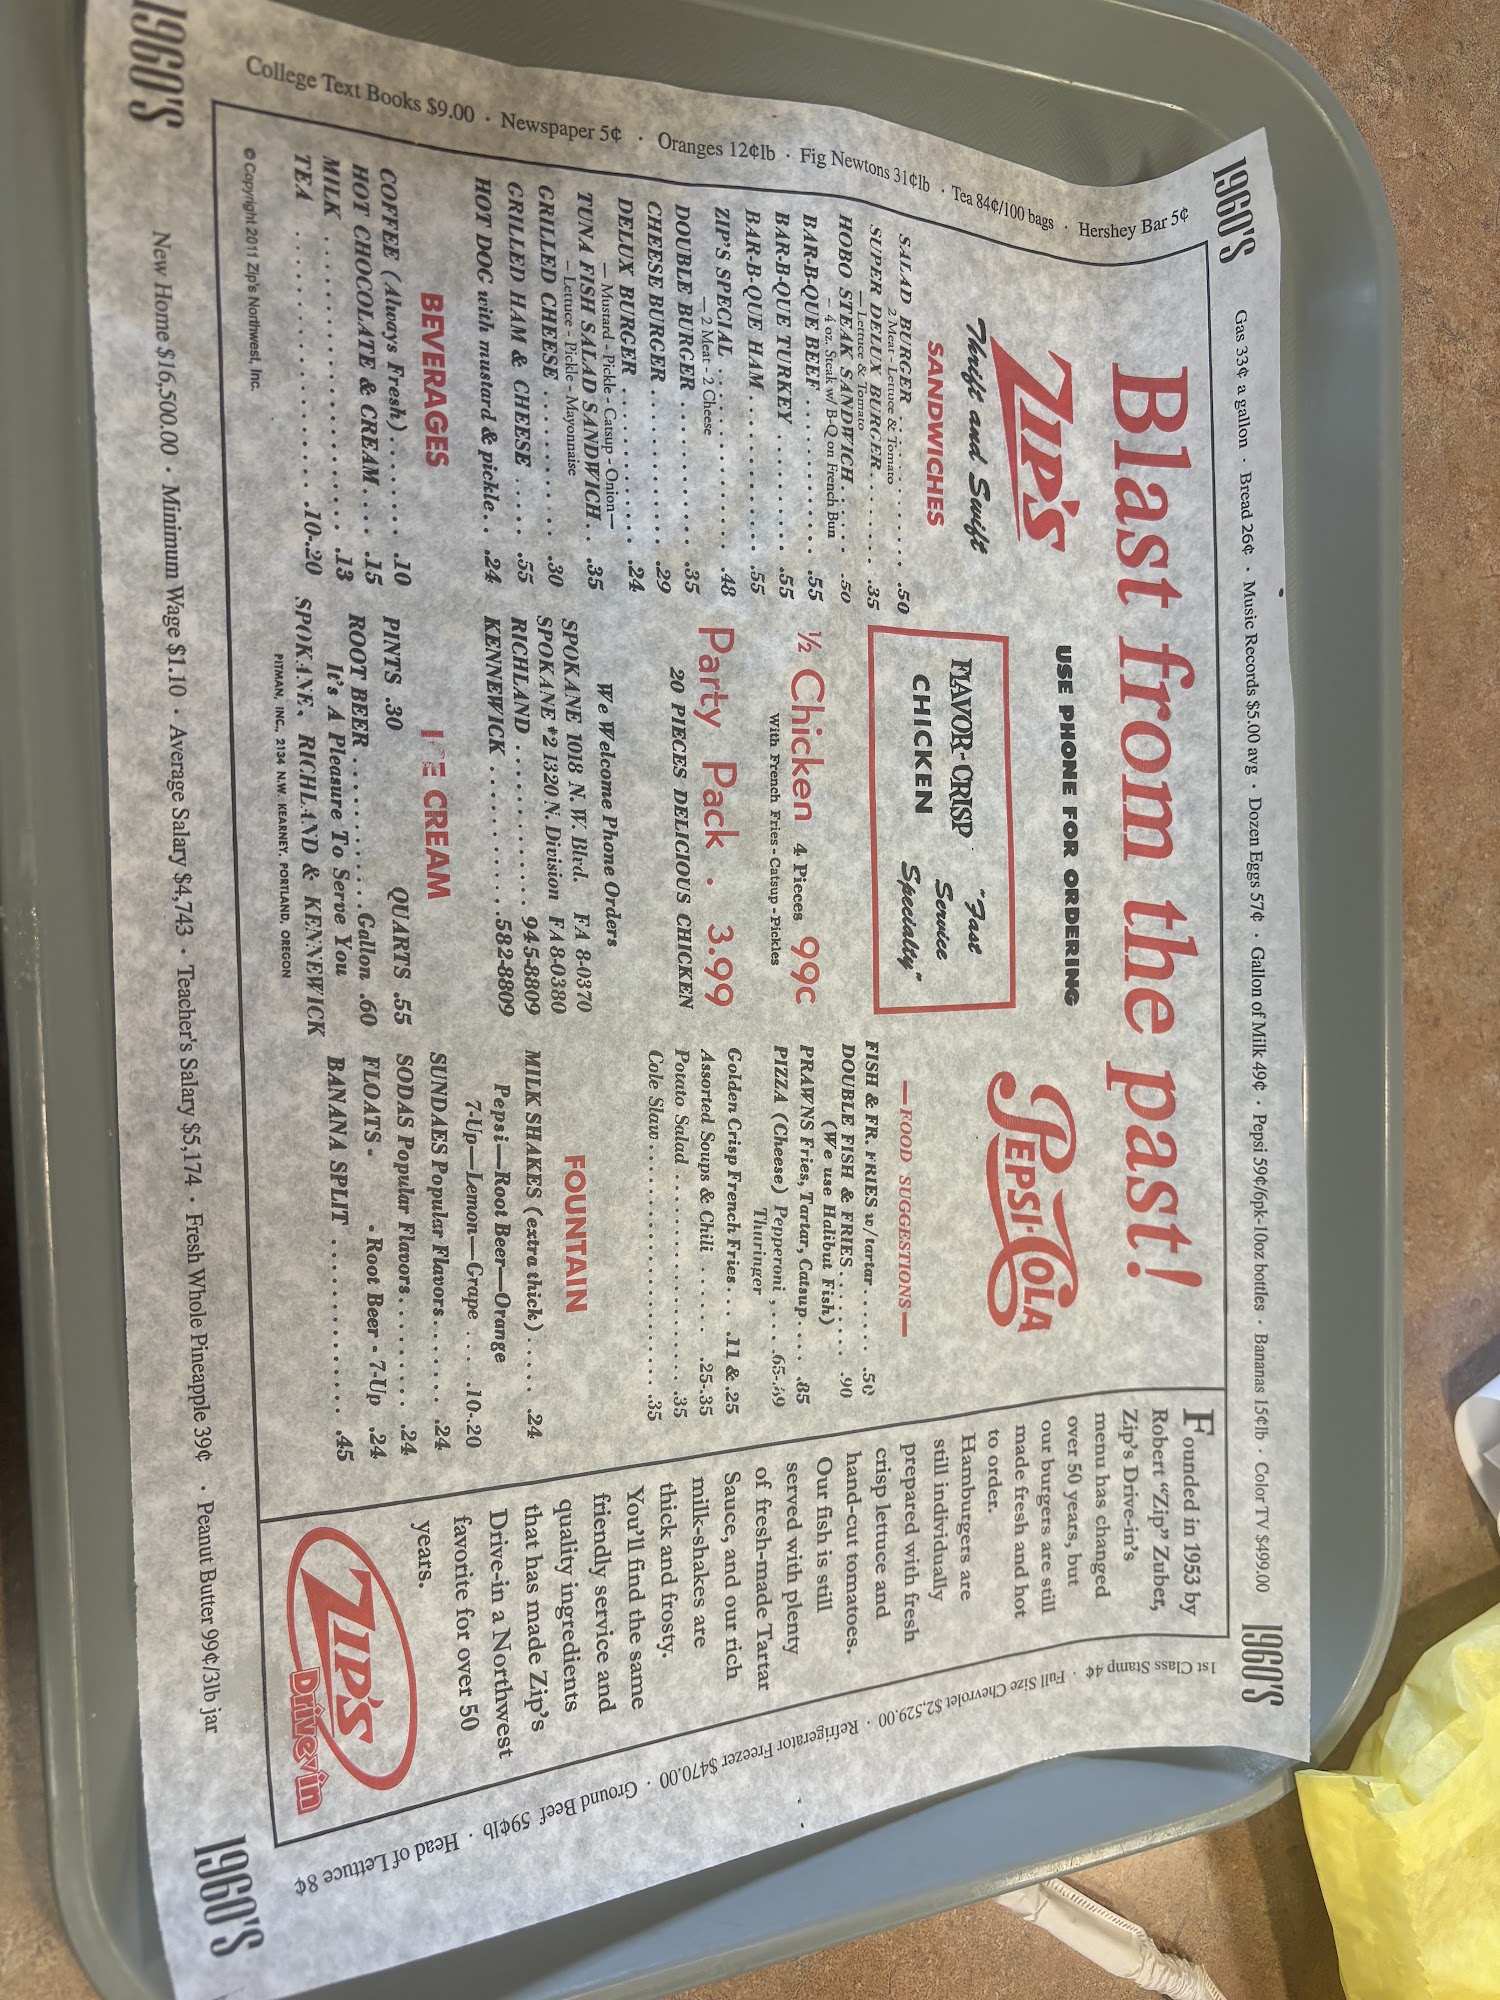 1960'S
Gas 33¢ a gallon · Bread 26¢ · Music Records $5.00 avg · Dozen Eggs 57¢ · Gallon of Milk 49¢ · Pepsi 59¢/6pk-10oz bottles · Bananas 15¢lb · Color TV $499.00
1960'S
College Text Books $9.00 · Newspaper 5¢ · Oranges 12¢lb · Fig Newtons 31¢lb · Tea 84¢/100 bags · Hershey Bar 5¢
Blast from the past!
ZIP'S
Thrift and Swift
USE PHONE FOR ORDERING
PEPSI-COLA
SANDWICHES
SALAD BURGER . . . . . . . . . . .50
2 Meat - Lettuce & Tomato
SUPER DELUX BURGER . . . . . . .35
— Lettuce & Tomato
HOBO STEAK SANDWICH . . . . .50
– 4 oz. Steak w/ B-Q on French Bun
BAR-B-QUE BEEF . . . . . . . . . .55
BAR-B-QUE TURKEY . . . . . . . .55
BAR-B-QUE HAM . . . . . . . . . .55
ZIP'S SPECIAL . . . . . . . . . . . .48
— 2 Meat - 2 Cheese
DOUBLE BURGER . . . . . . . . . .35
CHEESE BURGER . . . . . . . . . .29
DELUX BURGER . . . . . . . . . . .24
— Mustard - Pickle - Catsup - Onion—
TUNA FISH SALAD SANDWICH . . .35
– Lettuce - Pickle - Mayonnaise
GRILLED CHEESE . . . . . . . . . .30
GRILLED HAM & CHEESE . . . . .55
HOT DOG with mustard & pickle . . .24
BEVERAGES
COFFEE (Always Fresh) . . . . . . .10
HOT CHOCOLATE & CREAM . . . .15
MILK . . . . . . . . . . . . . . . . .13
TEA . . . . . . . . . . . . . . .10-.20
FLAVOR-CRISP
CHICKEN
"Fast
Service
Specialty"
½ Chicken 4 Pieces 99c
With French Fries - Catsup - Pickles
Party Pack . 3.99
20 PIECES DELICIOUS CHICKEN
We Welcome Phone Orders
SPOKANE 1018 N. W. Blvd. FA 8-0370
SPOKANE #2 1320 N. Division FA 8-0380
RICHLAND . . . . . . . . . . . . 945-8809
KENNEWICK . . . . . . . . . . .582-8809
ICE CREAM
PINTS .30 QUARTS .55
ROOT BEER . . . . . . . . . . Gallon .60
It's A Pleasure To Serve You
SPOKANE, RICHLAND & KENNEWICK
PITMAN, INC., 2134 N.W. KEARNEY, PORTLAND, OREGON
—FOOD SUGGESTIONS—
FISH & FR. FRIES w/tartar . . . . . .50
DOUBLE FISH & FRIES . . . . . . .90
(We use Halibut Fish)
PRAWNS Fries, Tartar, Catsup . . . .85
PIZZA (Cheese) Pepperoni , . . . .65-.89
Thuringer
Golden Crisp French Fries . . . .11 & .25
Assorted Soups & Chili . . . . . .25-.35
Potato Salad . . . . . . . . . . . . .35
Cole Slaw . . . . . . . . . . . . . . .35
FOUNTAIN
MILK SHAKES (extra thick) . . . . .24
Pepsi—Root Beer—Orange
7-Up—Lemon—Grape . . . .10-.20
SUNDAES Popular Flavors . . . . . .24
SODAS Popular Flavors . . . . . . . .24
FLOATS - - Root Beer - 7-Up .24
BANANA SPLIT . . . . . . . . . . . .45
© Copyright 2011 Zip's Northwest, Inc.
Founded in 1953 by
Robert "Zip" Zuber,
Zip's Drive-in's
menu has changed
over 50 years, but
our burgers are still
made fresh and hot
to order.
Hamburgers are
still individually
prepared with fresh
crisp lettuce and
hand-cut tomatoes.
Our fish is still
served with plenty
of fresh-made Tartar
Sauce, and our rich
milk-shakes are
thick and frosty.
You'll find the same
friendly service and
quality ingredients
that has made Zip's
Drive-in a Northwest
favorite for over 50
years.
ZIP'S
Drive in
1st Class Stamp 4¢ · Full Size Chevrolet $2,529.00 · Refrigerator Freezer $470.00 · Ground Beef 59¢lb · Head of Lettuce 8¢
1960'S
New Home $16,500.00 · Minimum Wage $1.10 · Average Salary $4,743 · Teacher's Salary $5,174 · Fresh Whole Pineapple 39¢ · Peanut Butter 99¢/3lb jar
1960'S